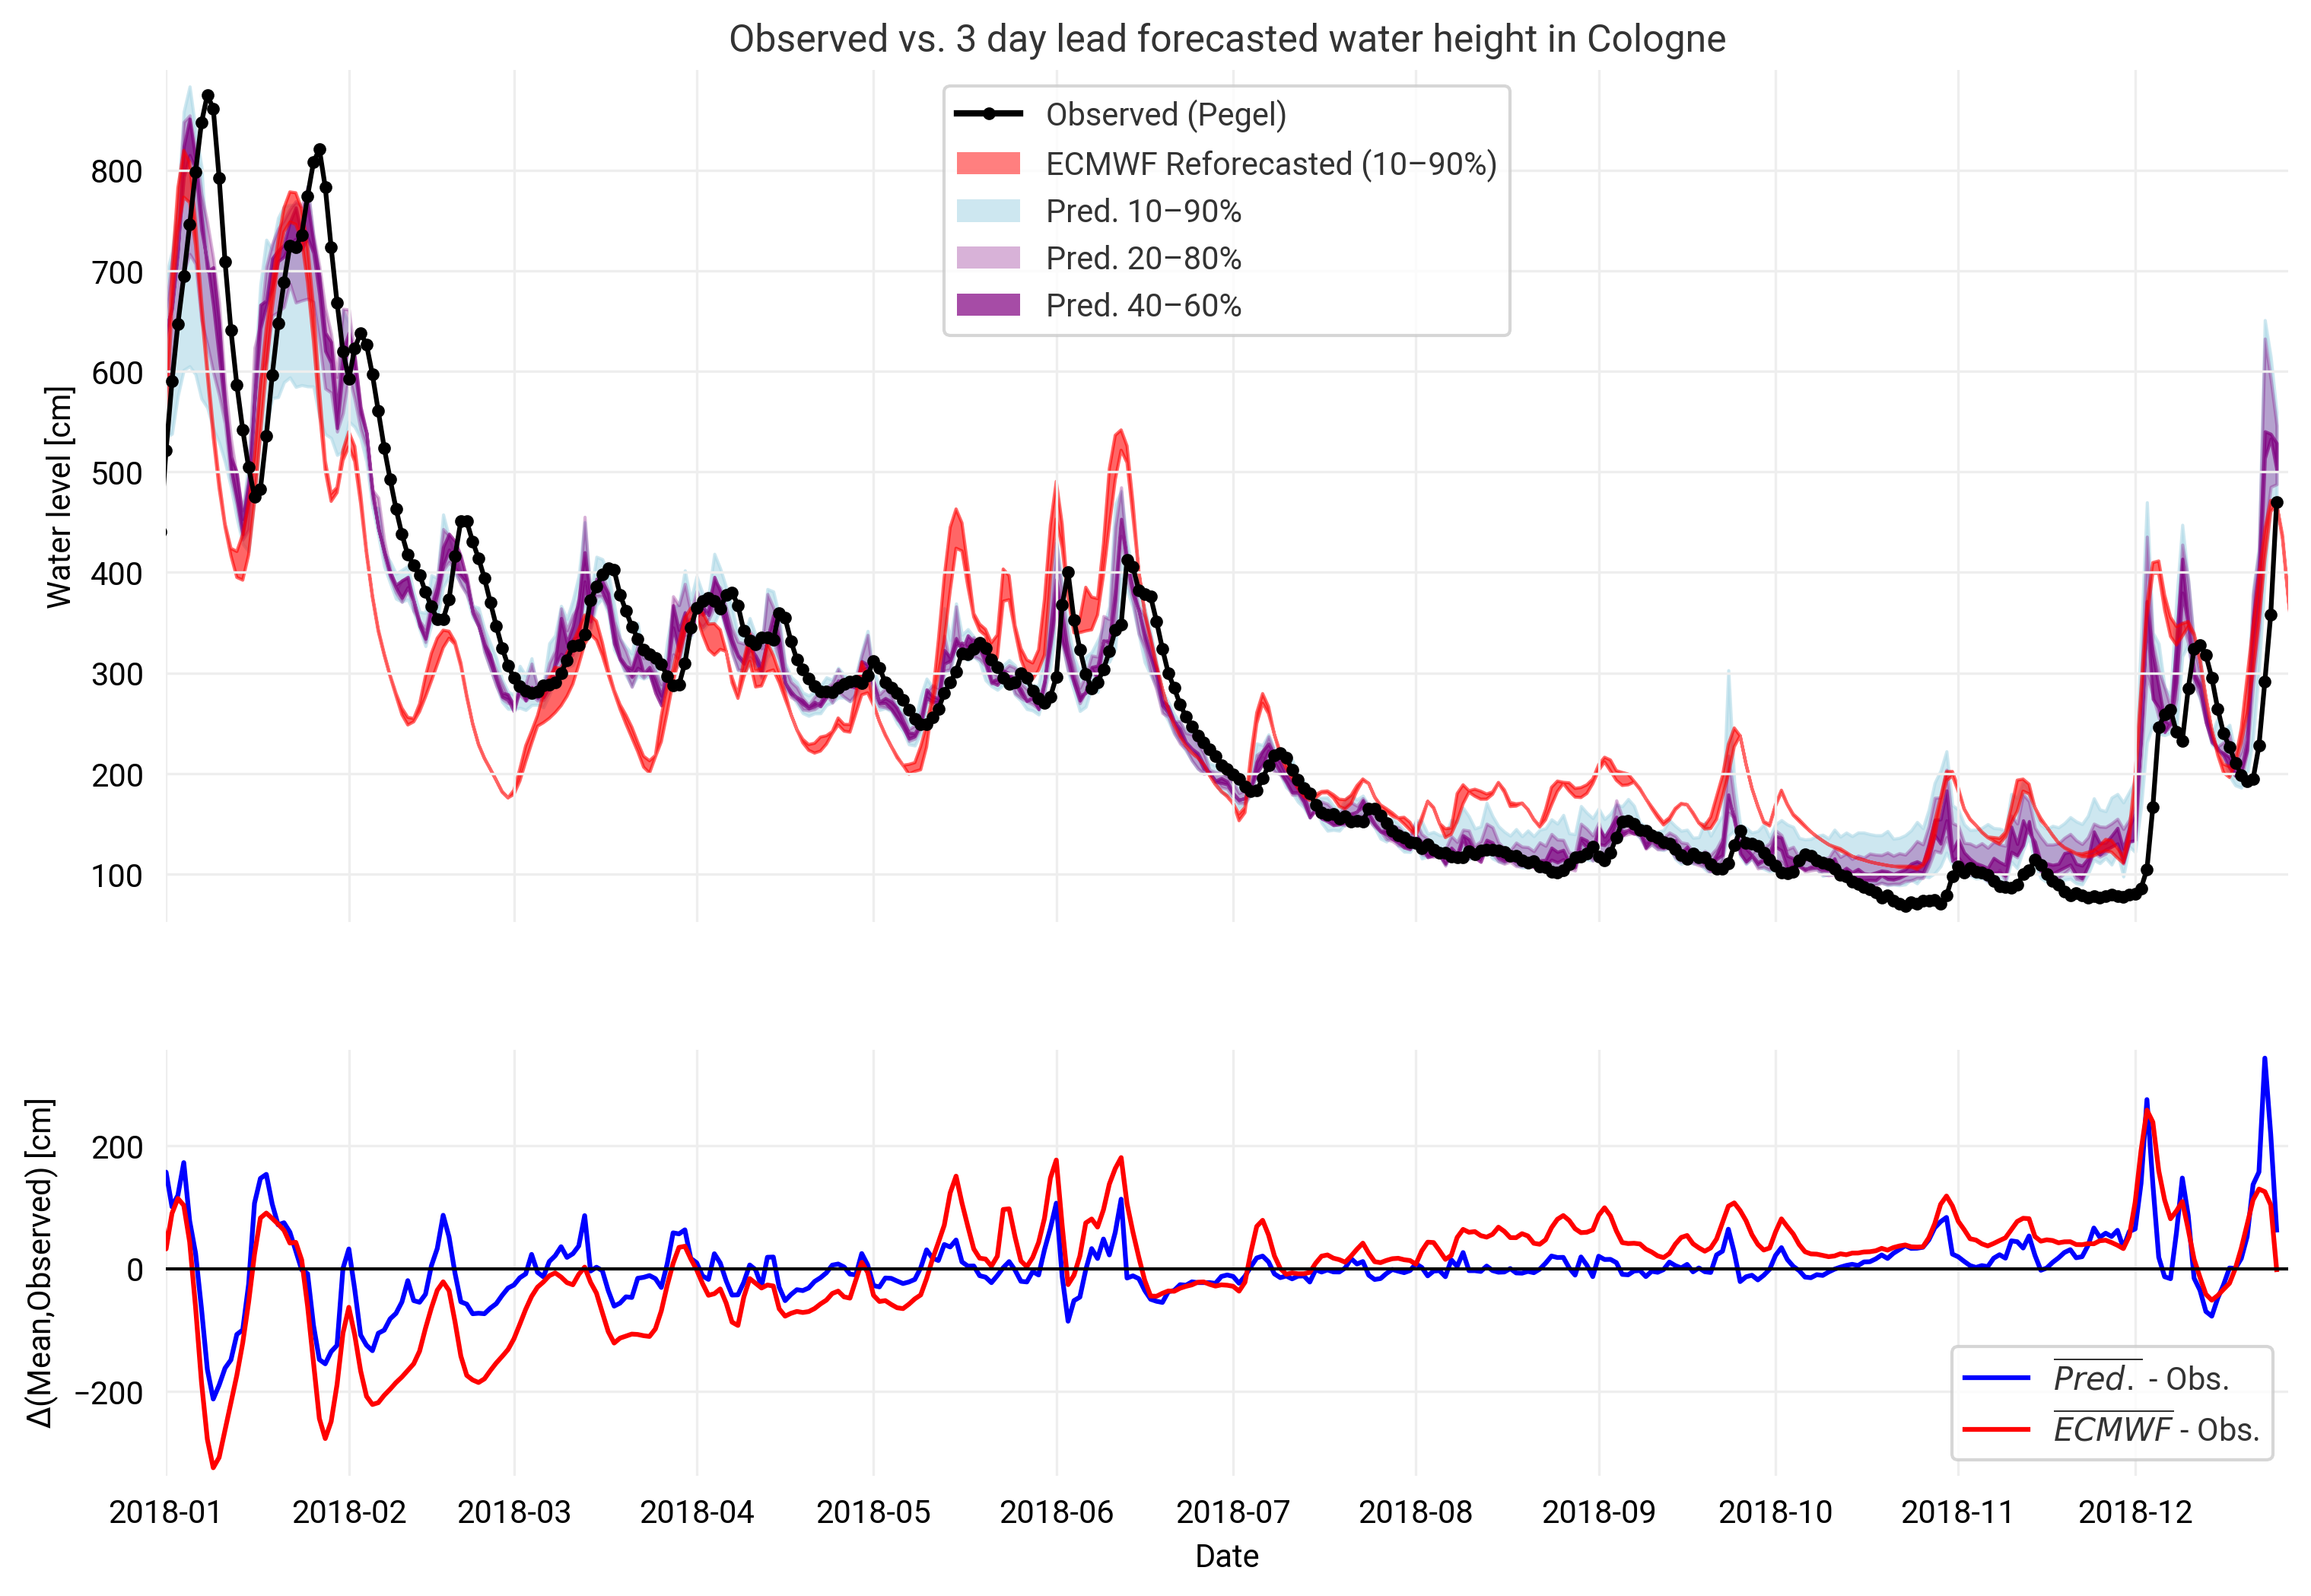 Observed vs. 3 day lead forecasted water height in Cologne
Observed (Pegel)
ECMWF Reforecasted (10–90%)
Pred. 10–90%
Pred. 20–80%
Pred. 40–60%
Water level [cm]
800
700
600
500
400
300
200
100
Δ(Mean,Observed) [cm]
200
0
−200
Pred. - Obs.
ECMWF - Obs.
2018-01 2018-02 2018-03 2018-04 2018-05 2018-06 2018-07 2018-08 2018-09 2018-10 2018-11 2018-12
Date